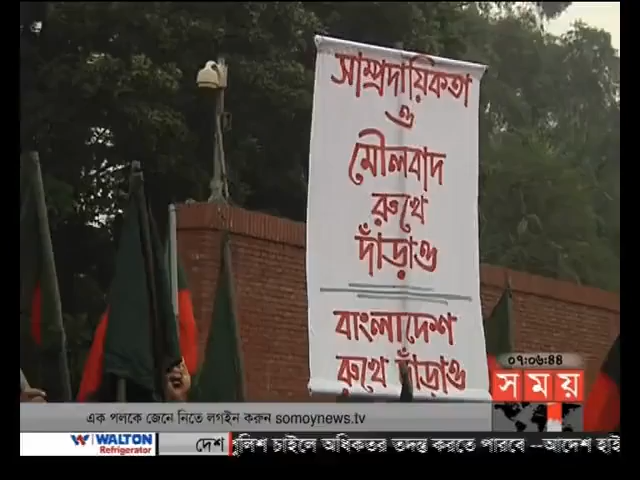 সাম্প্রদায়িকতা
ও
মৌলবাদ
রুখে
দাঁড়াও
বাংলাদেশ
রুখে দাঁড়াও
০৭:০৬:৪৪
সময়
এক পলকে জেনে নিতে লগইন করুন somoynews.tv
WALTON
Refrigerator
দেশ
পুলিশ চাইলে অধিকতর তদন্ত করতে পারবে --আদেশ হাই